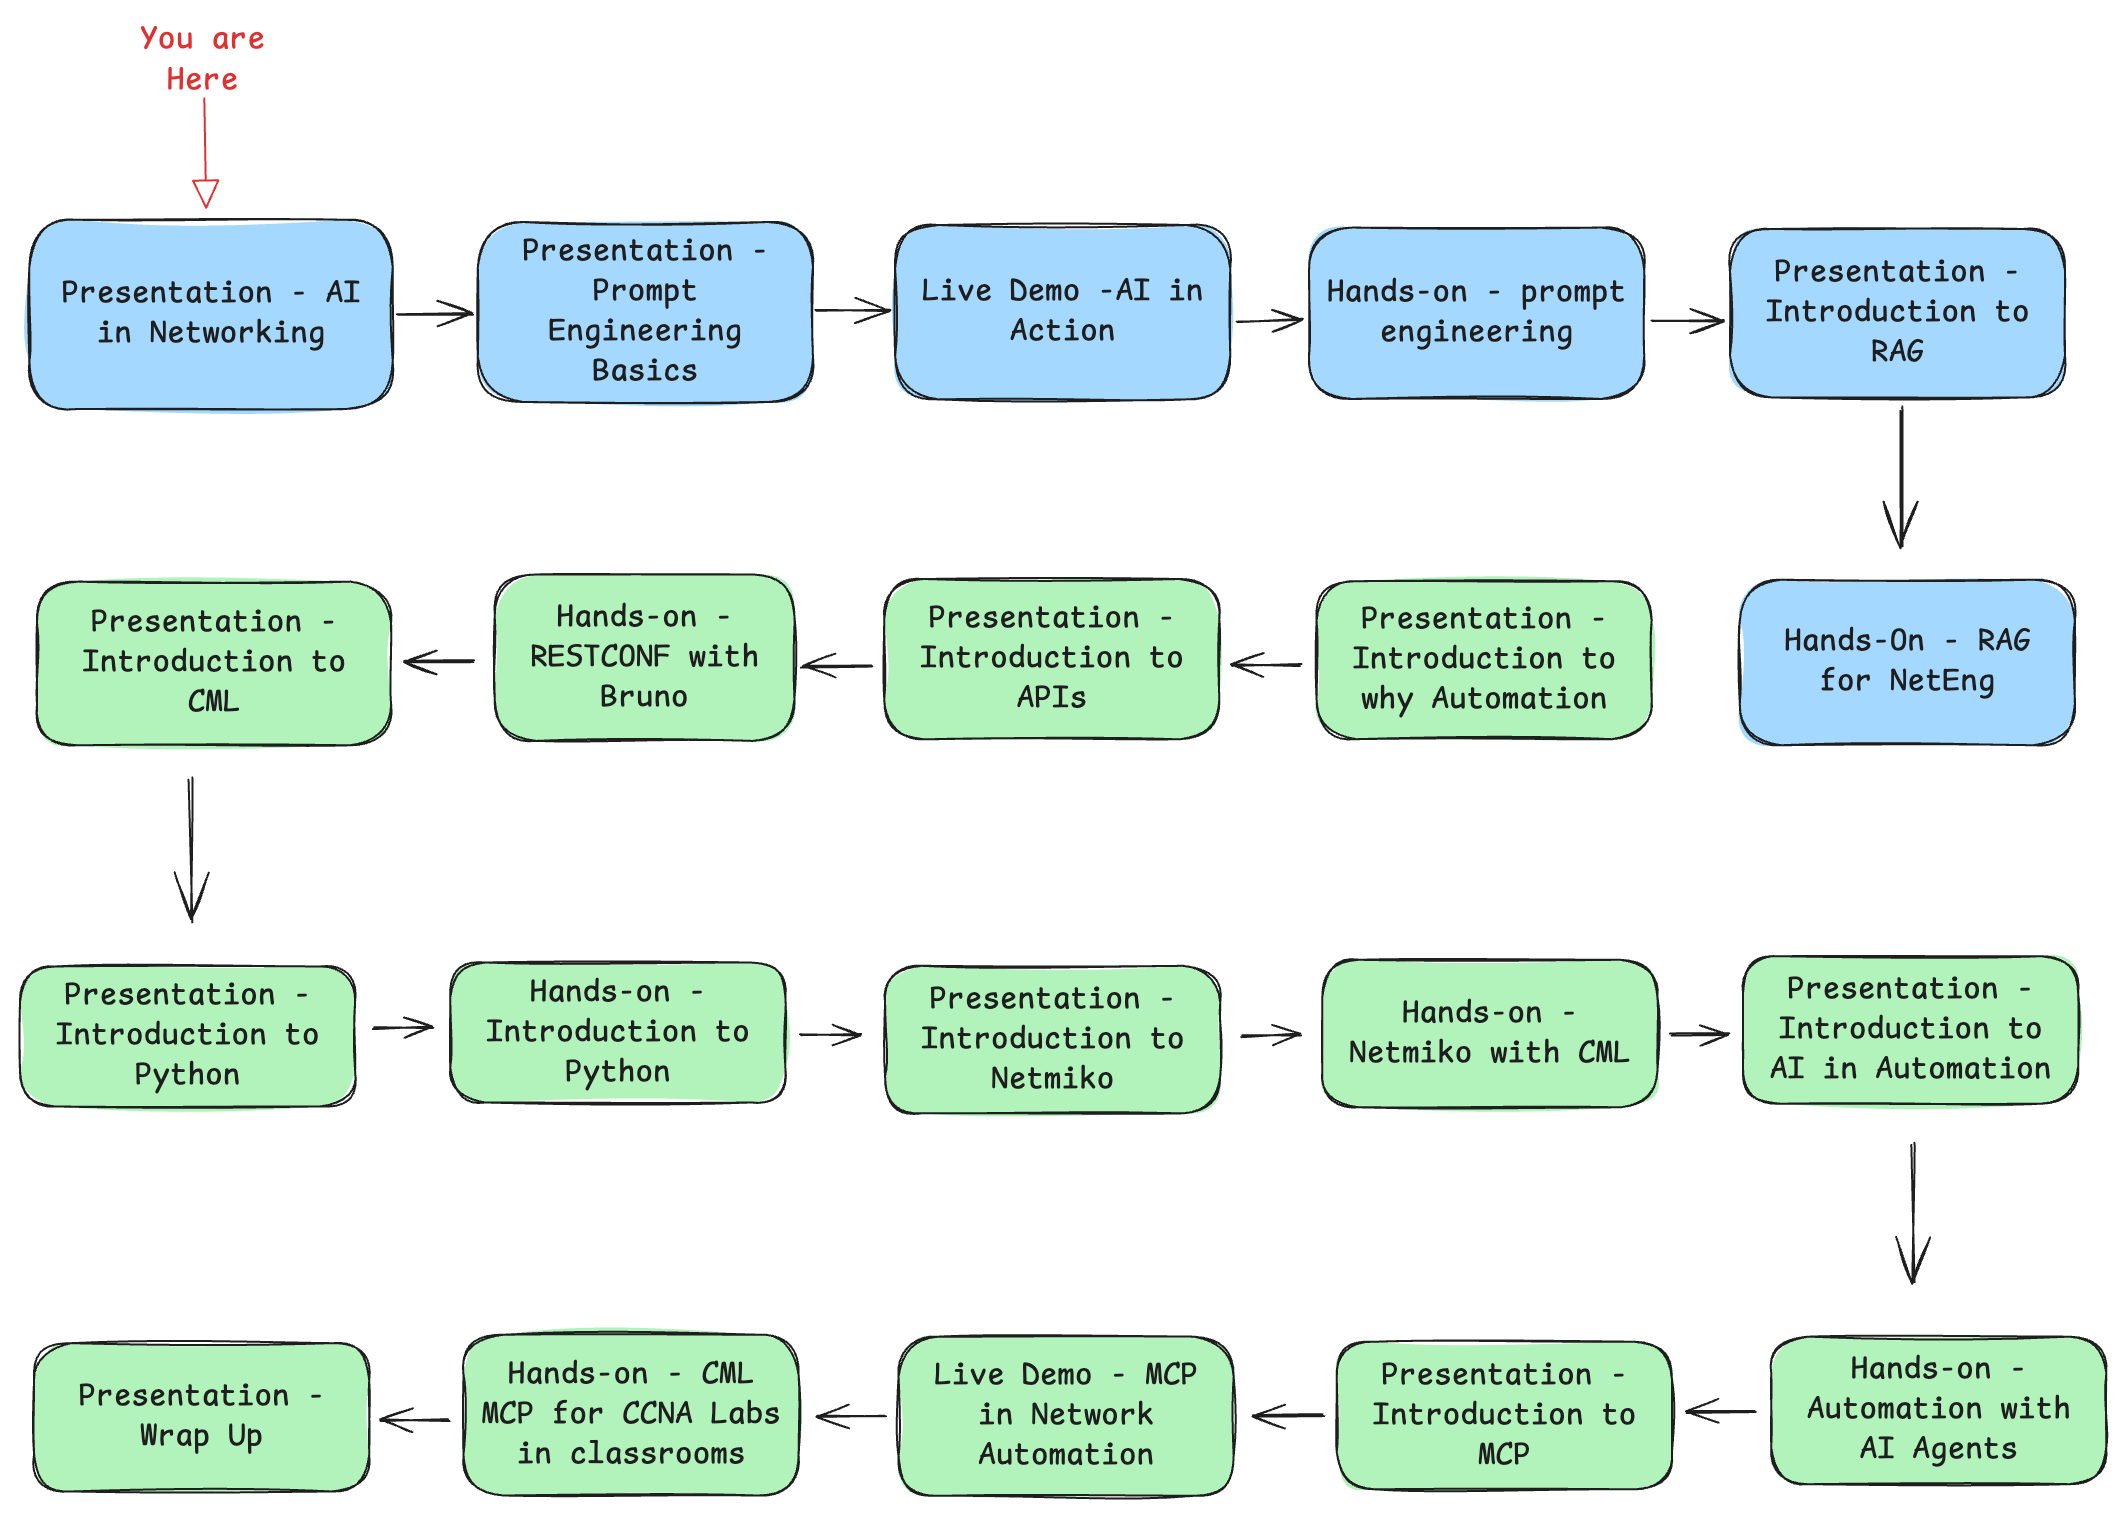 You are
Here
Presentation - AI
in Networking
Presentation -
Prompt
Engineering
Basics
Live Demo -AI in
Action
Hands-on - prompt
engineering
Presentation -
Introduction to
RAG
Hands-On - RAG
for NetEng
Presentation -
Introduction to
why Automation
Presentation -
Introduction to
APIs
Hands-on -
RESTCONF with
Bruno
Presentation -
Introduction to
CML
Presentation -
Introduction to
Python
Hands-on -
Introduction to
Python
Presentation -
Introduction to
Netmiko
Hands-on -
Netmiko with CML
Presentation -
Introduction to
AI in Automation
Hands-on -
Automation with
AI Agents
Presentation -
Introduction to
MCP
Live Demo - MCP
in Network
Automation
Hands-on - CML
MCP for CCNA Labs
in classrooms
Presentation -
Wrap Up